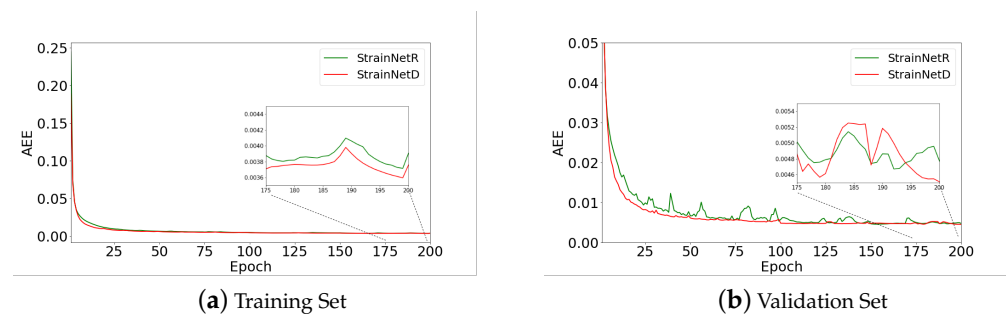 0.25
0.20
0.15
0.10
0.05
0.00
AEE
StrainNetR
StrainNetD
0.0044
0.0042
0.0040
0.0038
0.0036
175 180 185 190 195 200
25 50 75 100 125 150 175 200
Epoch
(a) Training Set
0.05
0.04
0.03
0.02
0.01
0.00
AEE
StrainNetR
StrainNetD
0.0054
0.0052
0.0050
0.0048
0.0046
175 180 185 190 195 200
25 50 75 100 125 150 175 200
Epoch
(b) Validation Set